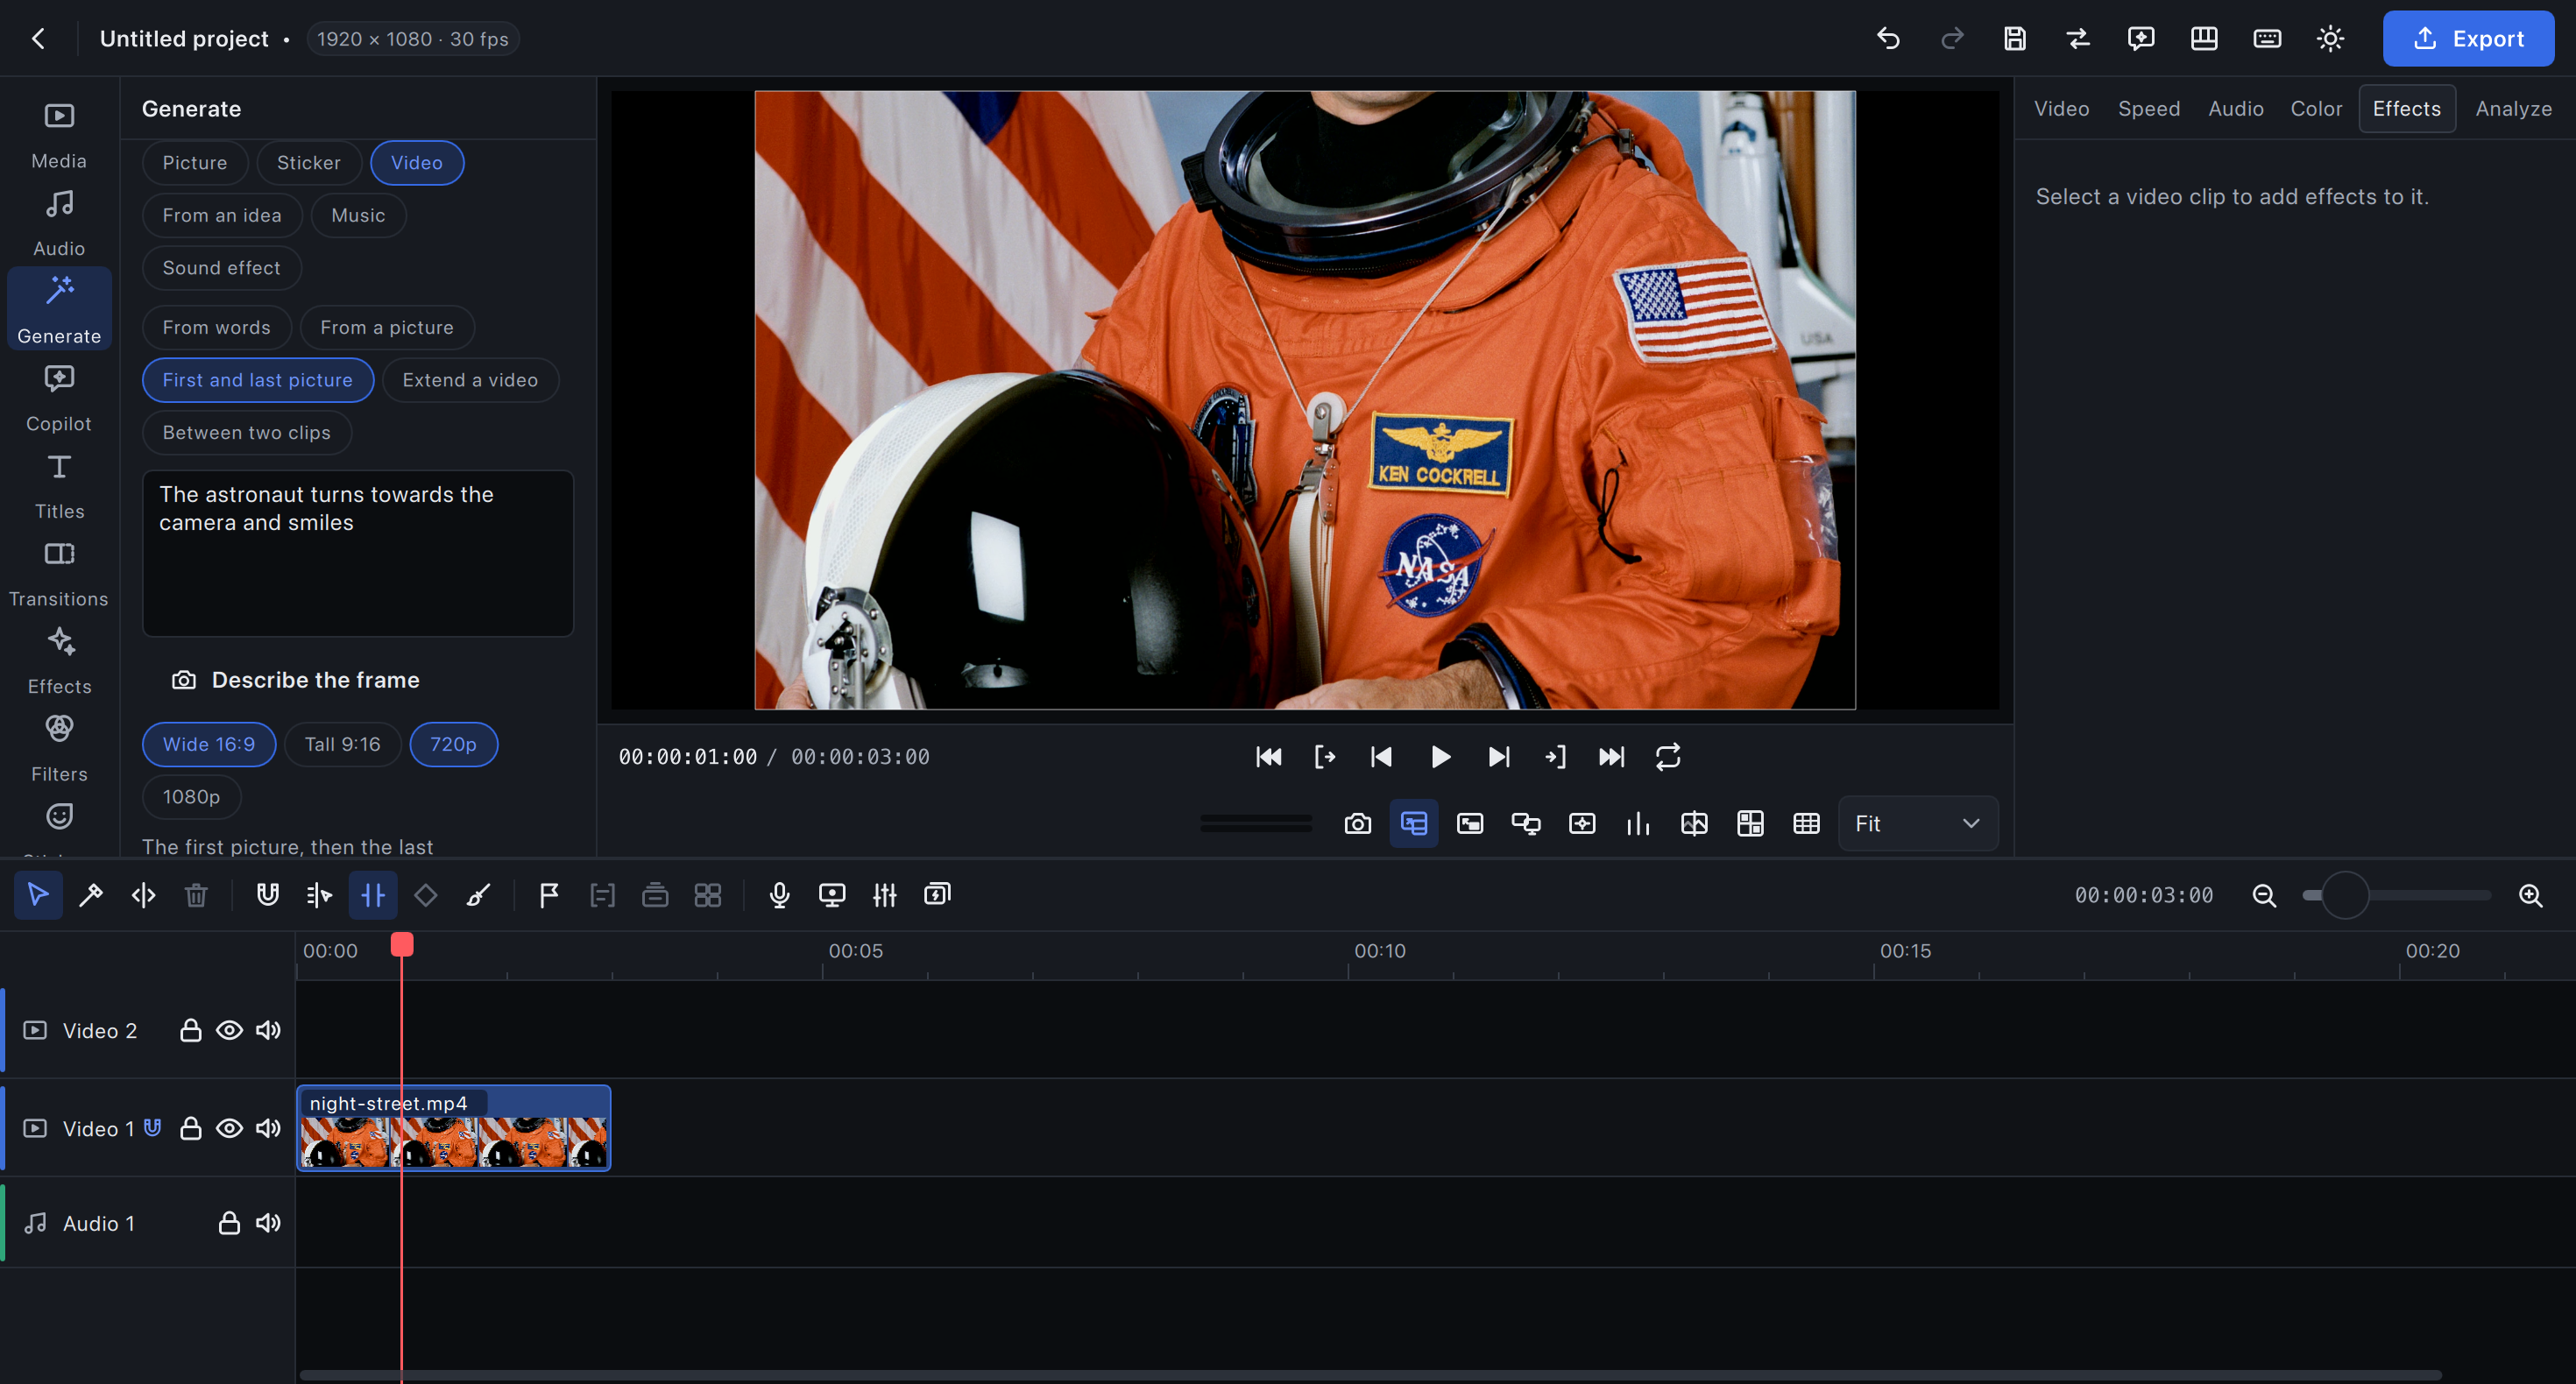 Untitled project •
1920 × 1080 · 30 fps
Export
Media
Audio
Generate
Copilot
Titles
Transitions
Effects
Filters
Generate
Picture
Sticker
Video
From an idea
Music
Sound effect
From words
From a picture
First and last picture
Extend a video
Between two clips
The astronaut turns towards the
camera and smiles
Describe the frame
Wide 16:9
Tall 9:16
720p
1080p
The first picture, then the last
USA
KEN COCKRELL
NASA
00:00:01:00 / 00:00:03:00
Fit
Video
Speed
Audio
Color
Effects
Analyze
Select a video clip to add effects to it.
00:00:03:00
00:00
00:05
00:10
00:15
00:20
Video 2
Video 1
night-street.mp4
Audio 1